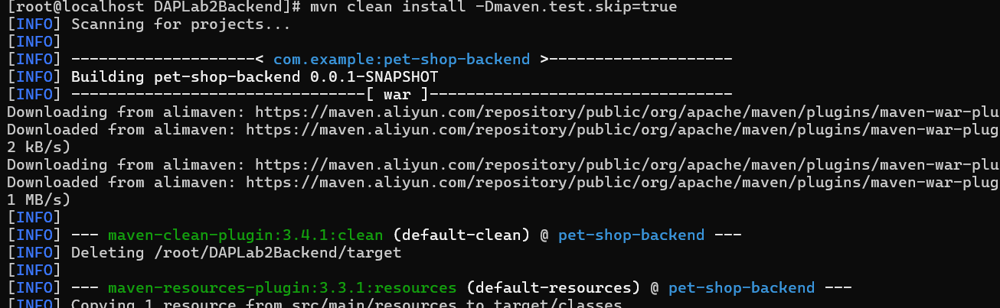 [root@localhost DAPLab2Backend]# mvn clean install -Dmaven.test.skip=true
[INFO] Scanning for projects...
[INFO]
[INFO] --------------------< com.example:pet-shop-backend >--------------------
[INFO] Building pet-shop-backend 0.0.1-SNAPSHOT
[INFO] --------------------------------[ war ]---------------------------------
Downloading from alimaven: https://maven.aliyun.com/repository/public/org/apache/maven/plugins/maven-war-plu
Downloaded from alimaven: https://maven.aliyun.com/repository/public/org/apache/maven/plugins/maven-war-plug
2 kB/s)
Downloading from alimaven: https://maven.aliyun.com/repository/public/org/apache/maven/plugins/maven-war-plu
Downloaded from alimaven: https://maven.aliyun.com/repository/public/org/apache/maven/plugins/maven-war-plug
1 MB/s)
[INFO]
[INFO] --- maven-clean-plugin:3.4.1:clean (default-clean) @ pet-shop-backend ---
[INFO] Deleting /root/DAPLab2Backend/target
[INFO]
[INFO] --- maven-resources-plugin:3.3.1:resources (default-resources) @ pet-shop-backend ---
[INFO] Copying 1 resource from src/main/resources to target/classes